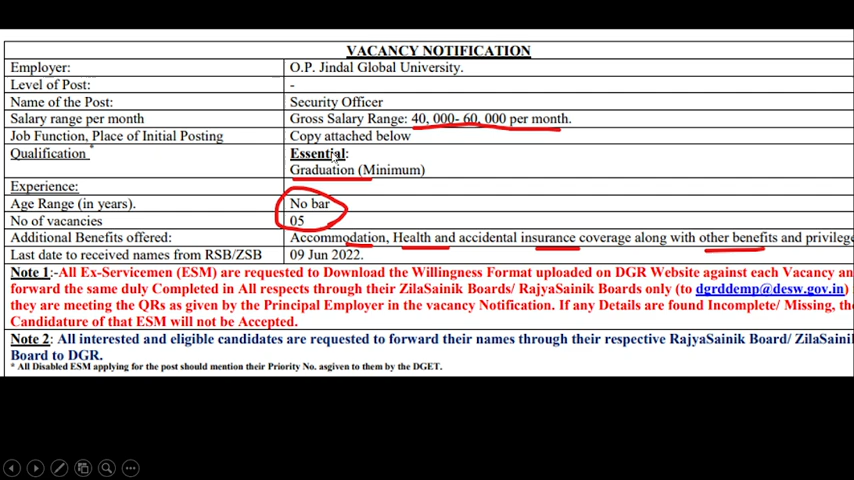 VACANCY NOTIFICATION
Employer: O.P. Jindal Global University.
Level of Post: -
Name of the Post: Security Officer
Salary range per month Gross Salary Range: 40, 000- 60, 000 per month.
Job Function, Place of Initial Posting Copy attached below
Qualification * Essential:
Graduation (Minimum)
Experience:
Age Range (in years). No bar
No of vacancies 05
Additional Benefits offered: Accommodation, Health and accidental insurance coverage along with other benefits and privilege
Last date to received names from RSB/ZSB 09 Jun 2022.
Note 1:-All Ex-Servicemen (ESM) are requested to Download the Willingness Format uploaded on DGR Website against each Vacancy an
forward the same duly Completed in All respects through their ZilaSainik Boards/ RajyaSainik Boards only (to dgrddemp@desw.gov.in)
they are meeting the QRs as given by the Principal Employer in the vacancy Notification. If any Details are found Incomplete/ Missing, the
Candidature of that ESM will not be Accepted.
Note 2: All interested and eligible candidates are requested to forward their names through their respective RajyaSainik Board/ ZilaSaini
Board to DGR.
* All Disabled ESM applying for the post should mention their Priority No. asgiven to them by the DGET.